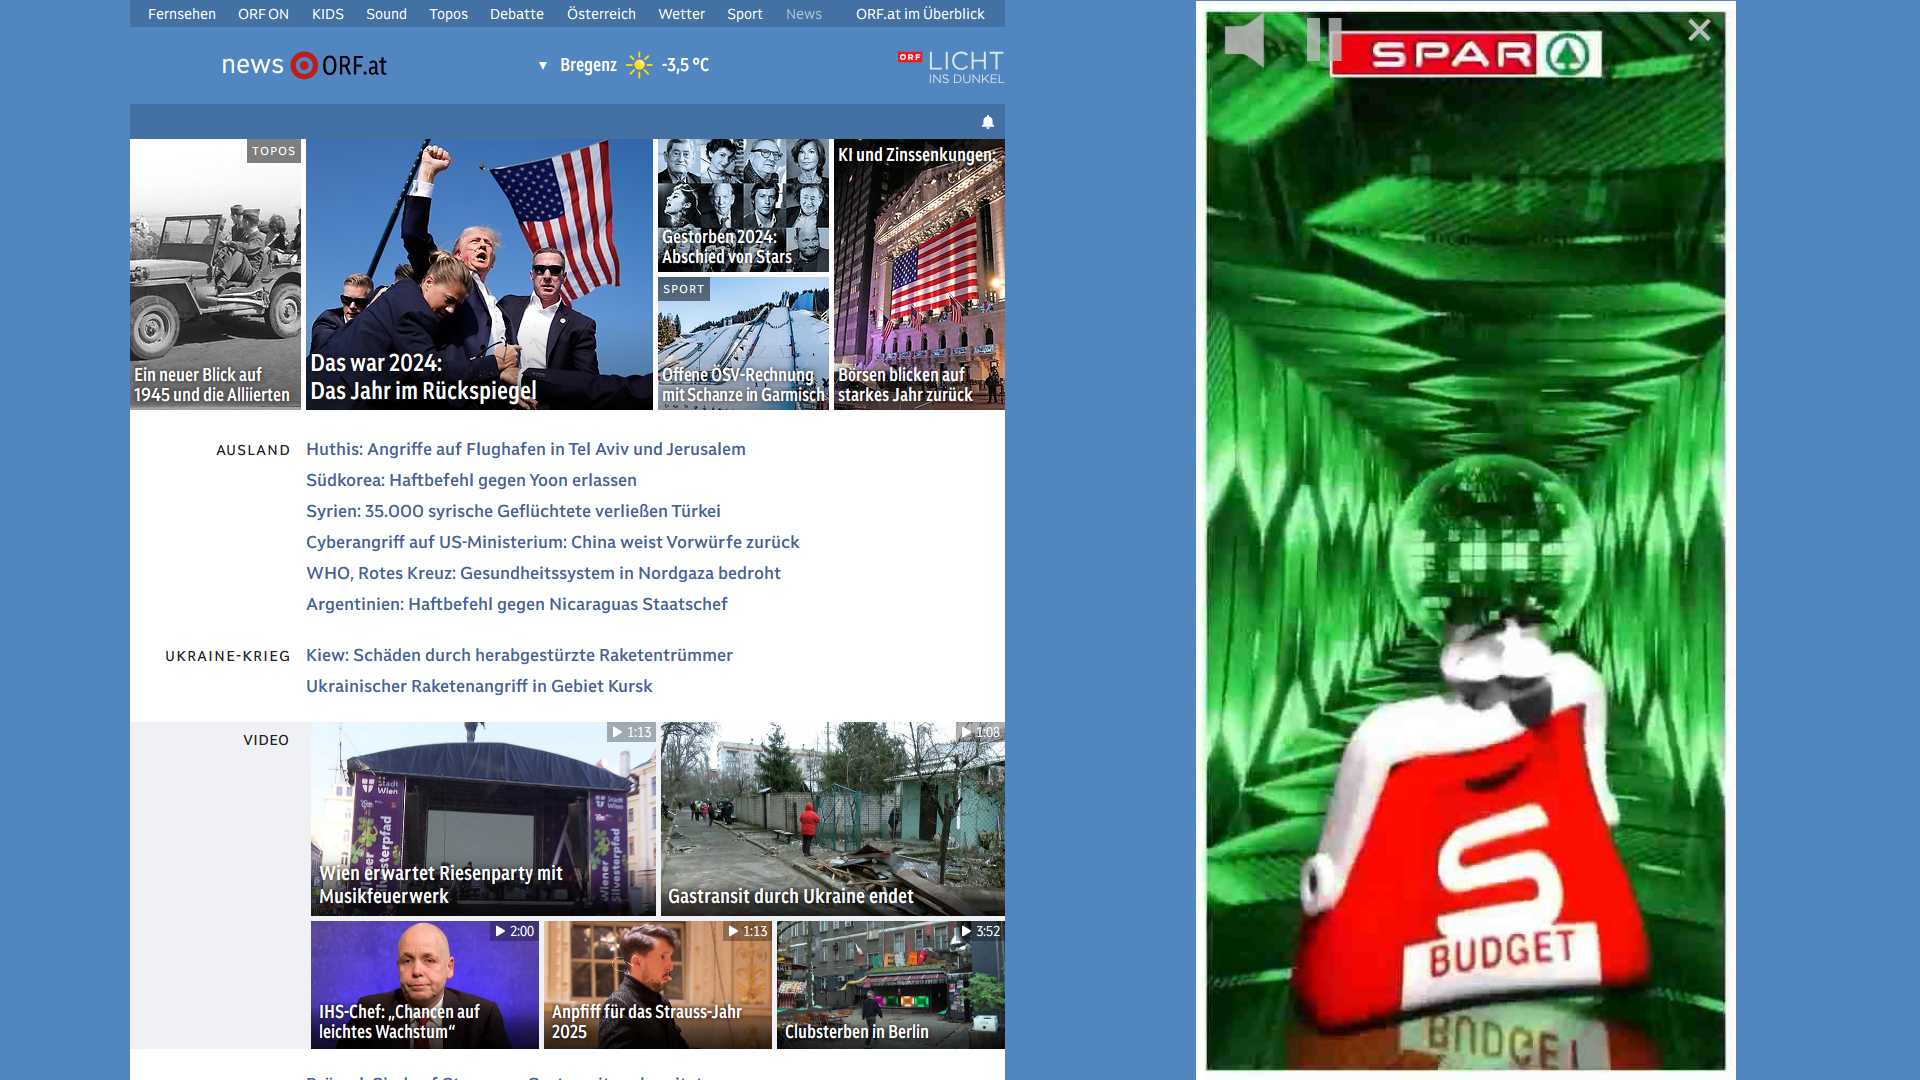 Fernsehen ORF ON KIDS Sound Topos Debatte Österreich Wetter Sport News ORF.at im Überblick
news ORF.at
Bregenz -3,5 °C
ORF LICHT
INS DUNKEL
TOPOS
Ein neuer Blick auf
1945 und die Alliierten
Das war 2024:
Das Jahr im Rückspiegel
Gestorben 2024:
Abschied von Stars
SPORT
Offene ÖSV-Rechnung
mit Schanze in Garmisch
KI und Zinssenkungen:
Börsen blicken auf
starkes Jahr zurück
AUSLAND
Huthis: Angriffe auf Flughafen in Tel Aviv und Jerusalem
Südkorea: Haftbefehl gegen Yoon erlassen
Syrien: 35.000 syrische Geflüchtete verließen Türkei
Cyberangriff auf US-Ministerium: China weist Vorwürfe zurück
WHO, Rotes Kreuz: Gesundheitssystem in Nordgaza bedroht
Argentinien: Haftbefehl gegen Nicaraguas Staatschef
UKRAINE-KRIEG
Kiew: Schäden durch herabgestürzte Raketentrümmer
Ukrainischer Raketenangriff in Gebiet Kursk
VIDEO
1:13
Stadt
Wien
Stadt
Wien
Wiener
Silvesterpfad
Wiener
Silvesterpfad
Wien erwartet Riesenparty mit
Musikfeuerwerk
1:08
Gastransit durch Ukraine endet
2:00
IHS-Chef: „Chancen auf
leichtes Wachstum“
1:13
Anpfiff für das Strauss-Jahr
2025
3:52
Clubsterben in Berlin
SPAR
S
BUDGET